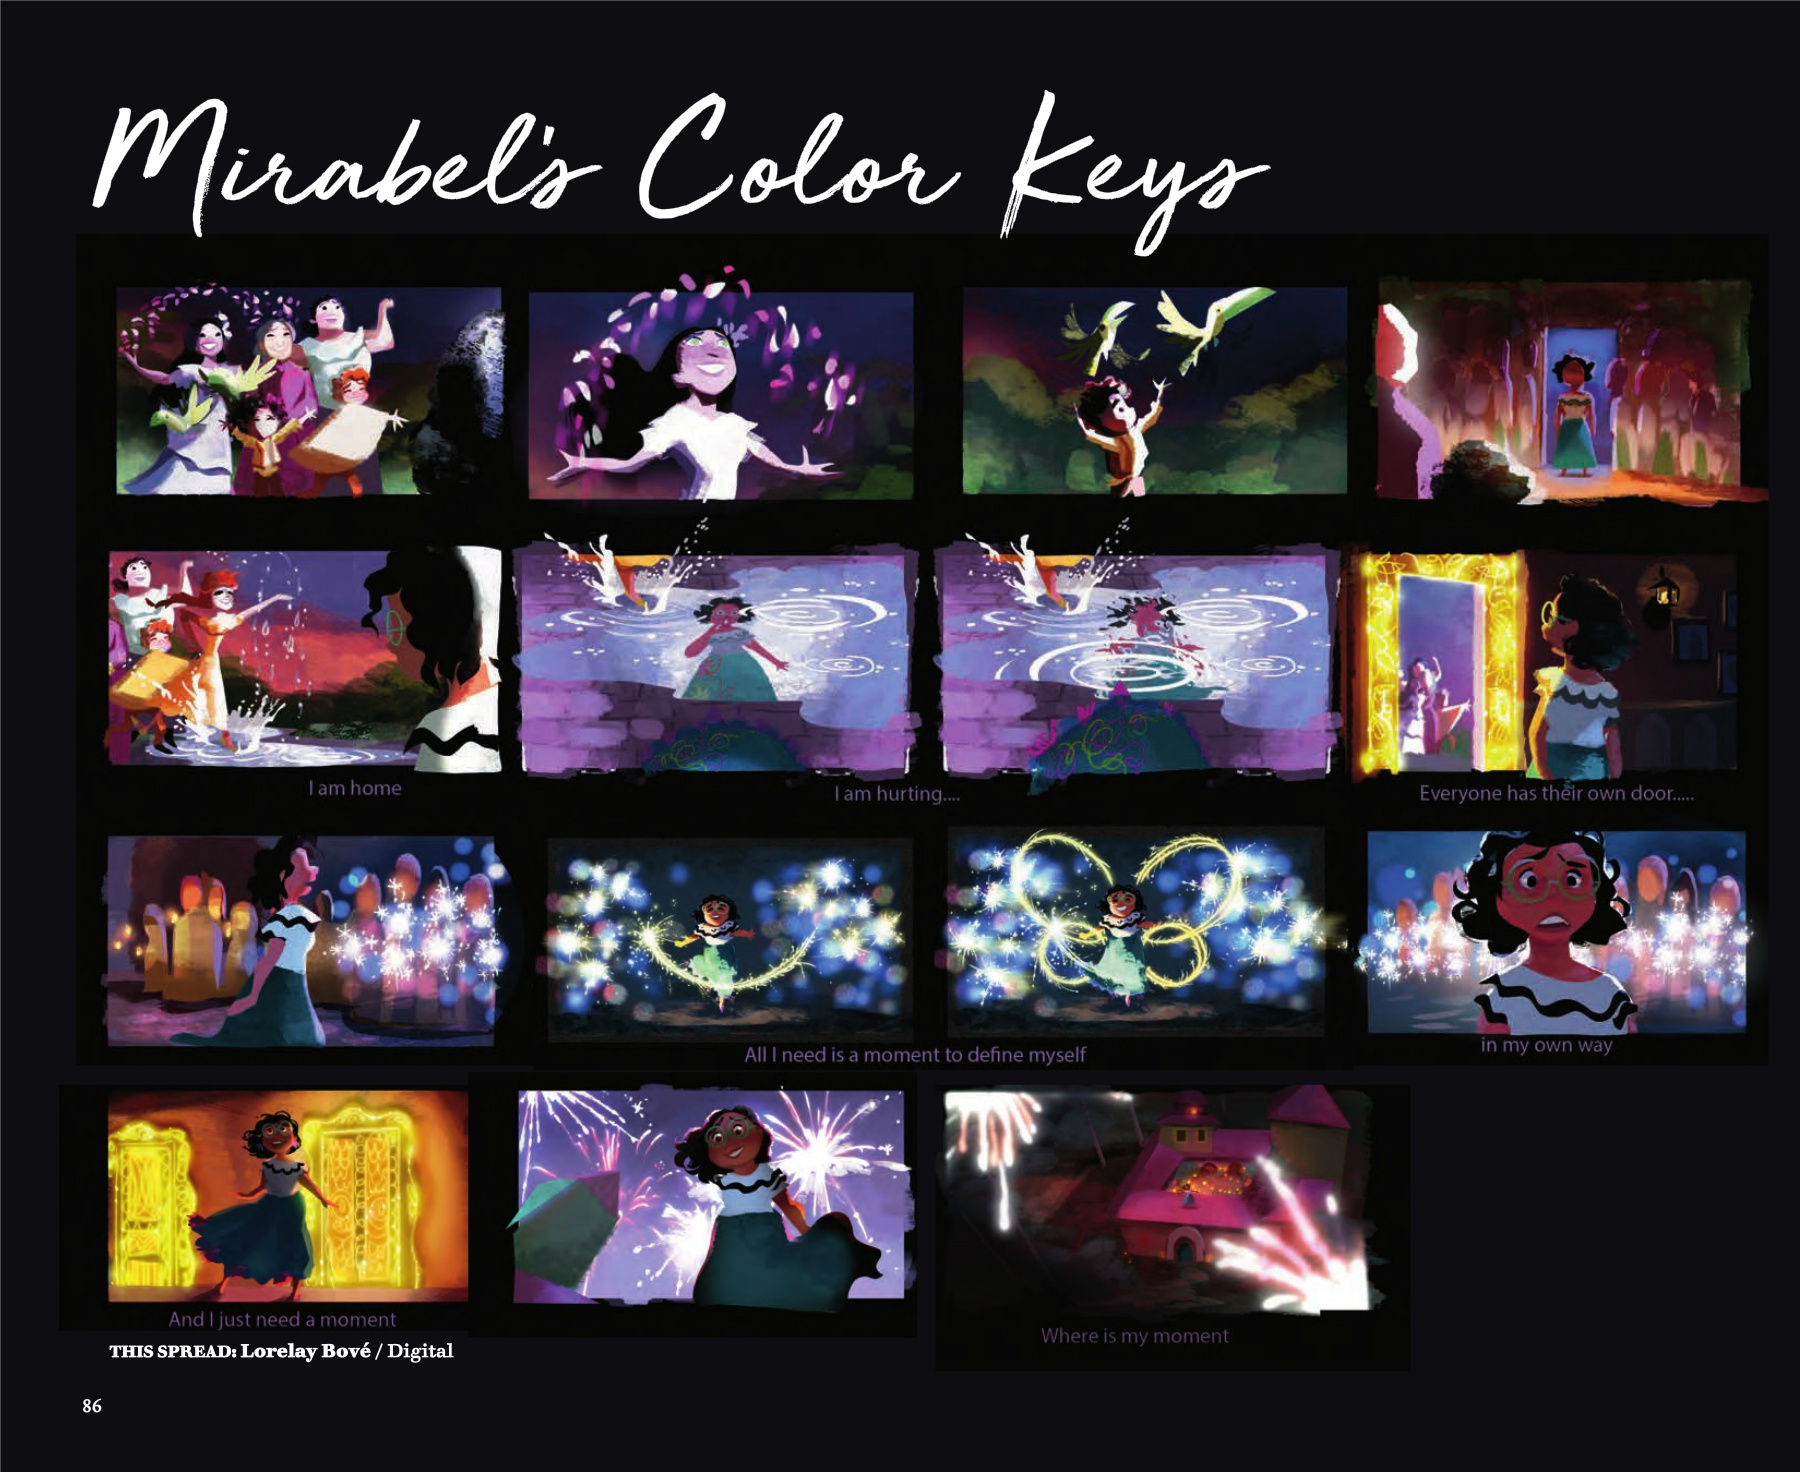 Mirabel's Color Keys
I am home
I am hurting....
Everyone has their own door.....
All I need is a moment to define myself
in my own way
And I just need a moment
Where is my moment
THIS SPREAD: Lorelay Bové / Digital
86